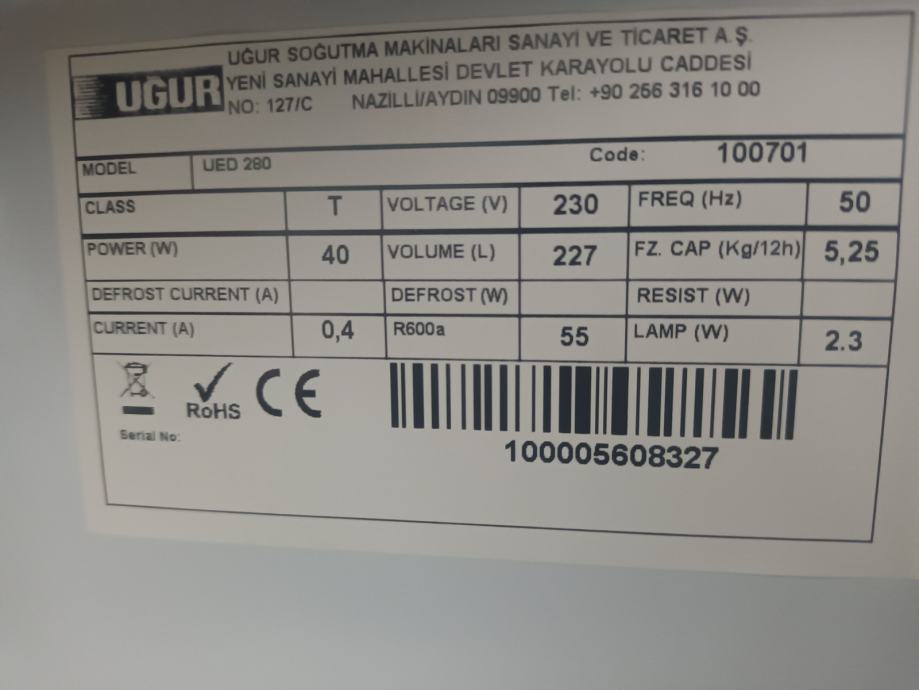 UĞUR SOĞUTMA MAKİNALARI SANAYİ VE TİCARET A.Ş.
UĞUR YENİ SANAYİ MAHALLESİ DEVLET KARAYOLU CADDESİ
NO: 127/C NAZİLLİ/AYDIN 09900 Tel: +90 256 316 10 00
MODEL UED 280 Code: 100701
CLASS T VOLTAGE (V) 230 FREQ (Hz) 50
POWER (W) 40 VOLUME (L) 227 FZ. CAP (Kg/12h) 5,25
DEFROST CURRENT (A) DEFROST (W) RESIST (W)
CURRENT (A) 0,4 R600a 55 LAMP (W) 2.3
RoHS CE
Serial No:
100005608327